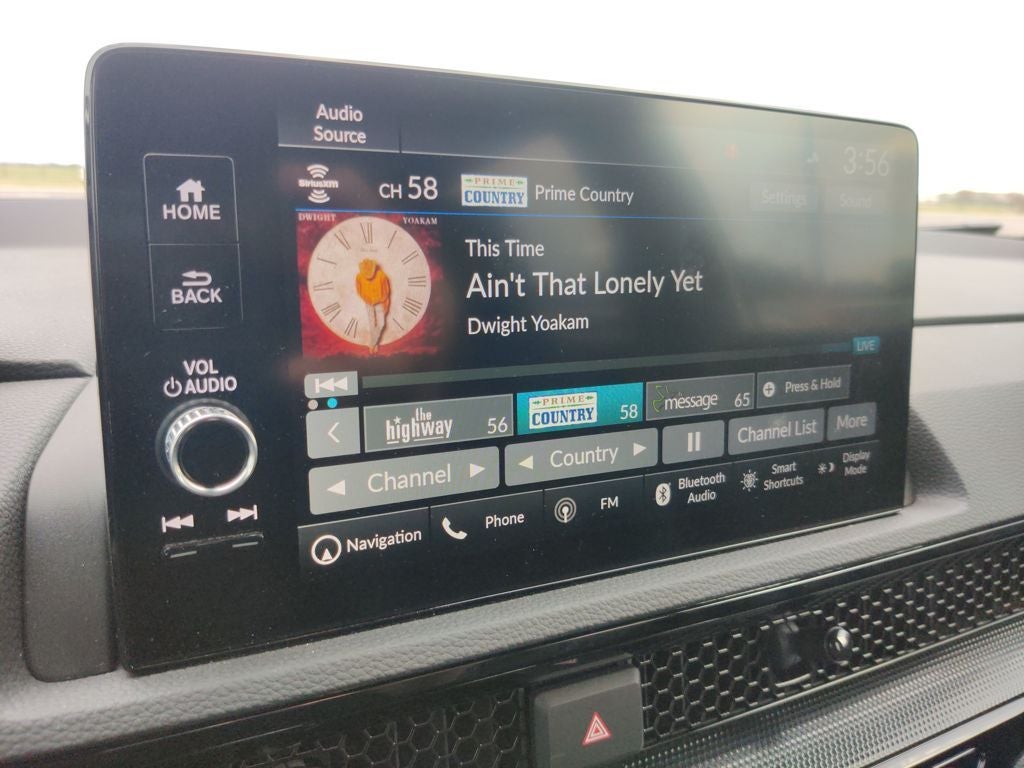 Audio
Source
3:56
HOME
SiriusXM
CH 58
PRIME
COUNTRY
Prime Country
Settings
Sound
DWIGHT YOAKAM
This Time
Ain't That Lonely Yet
Dwight Yoakam
BACK
LIVE
VOL
AUDIO
the
highway
56
PRIME
COUNTRY
58
message
65
Press & Hold
Channel
Country
Channel List
More
Navigation
Phone
FM
Bluetooth
Audio
Smart
Shortcuts
Display
Mode